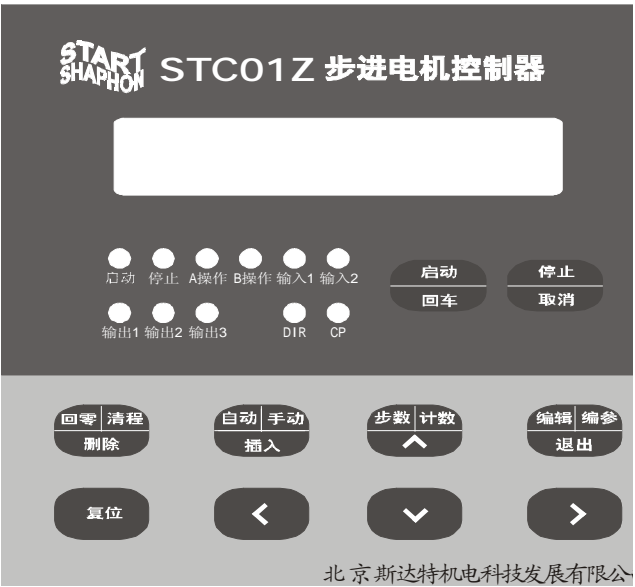 START
SHAPHON
STC01Z 步进电机控制器
启动 停止 A操作 B操作 输入1 输入2
输出1 输出2 输出3 DIR CP
启动 停止
回车 取消
回零 清程 自动 手动 步数 计数 编辑 编参
删除 插入 退出
复位
北京斯达特机电科技发展有限公